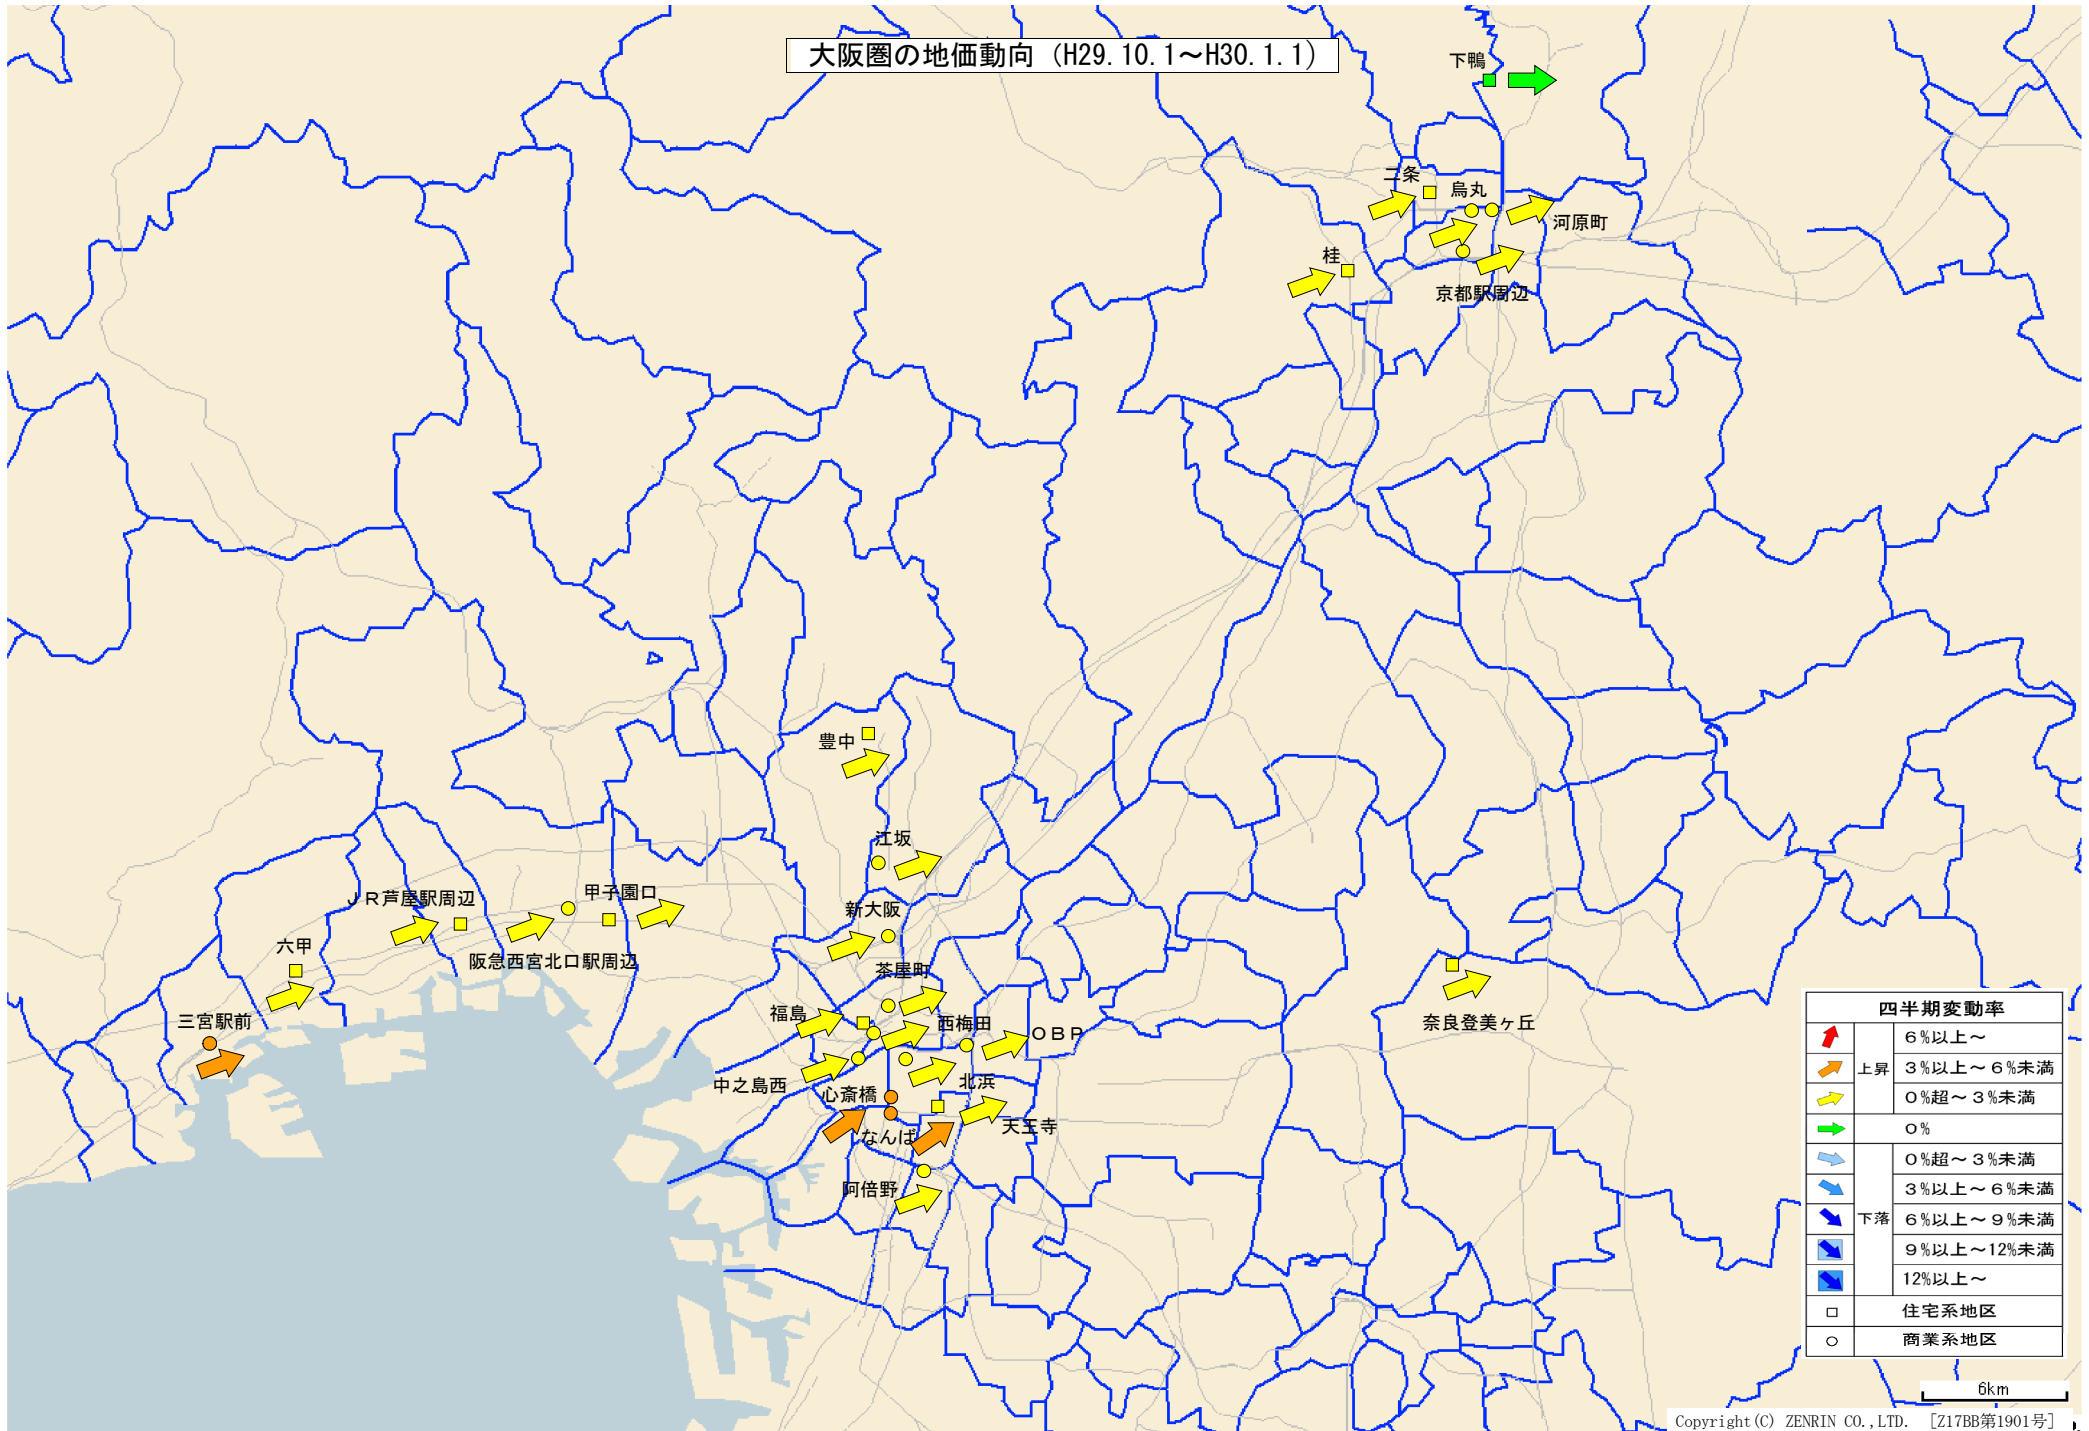 大阪圏の地価動向（H29.10.1～H30.1.1）
下鴨
二条
烏丸
河原町
桂
京都駅周辺
豊中
江坂
ＪＲ芦屋駅周辺
甲子園口
新大阪
六甲
阪急西宮北口駅周辺
茶屋町
三宮駅前
福島
西梅田
ＯＢＰ
奈良登美ヶ丘
中之島西
心斎橋
北浜
なんば
天王寺
阿倍野
四半期変動率
上昇
６%以上～
３%以上～６%未満
０%超～３%未満
０%
下落
０%超～３%未満
３%以上～６%未満
６%以上～９%未満
９%以上～12%未満
12%以上～
住宅系地区
商業系地区
6km
Copyright(C) ZENRIN CO.,LTD. [Z17BB第1901号]